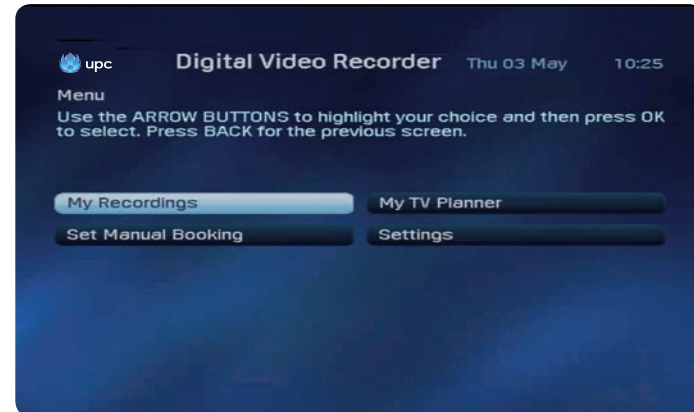 upc Digital Video Recorder Thu 03 May 10:25
Menu
Use the ARROW BUTTONS to highlight your choice and then press OK
to select. Press BACK for the previous screen.
My Recordings My TV Planner
Set Manual Booking Settings